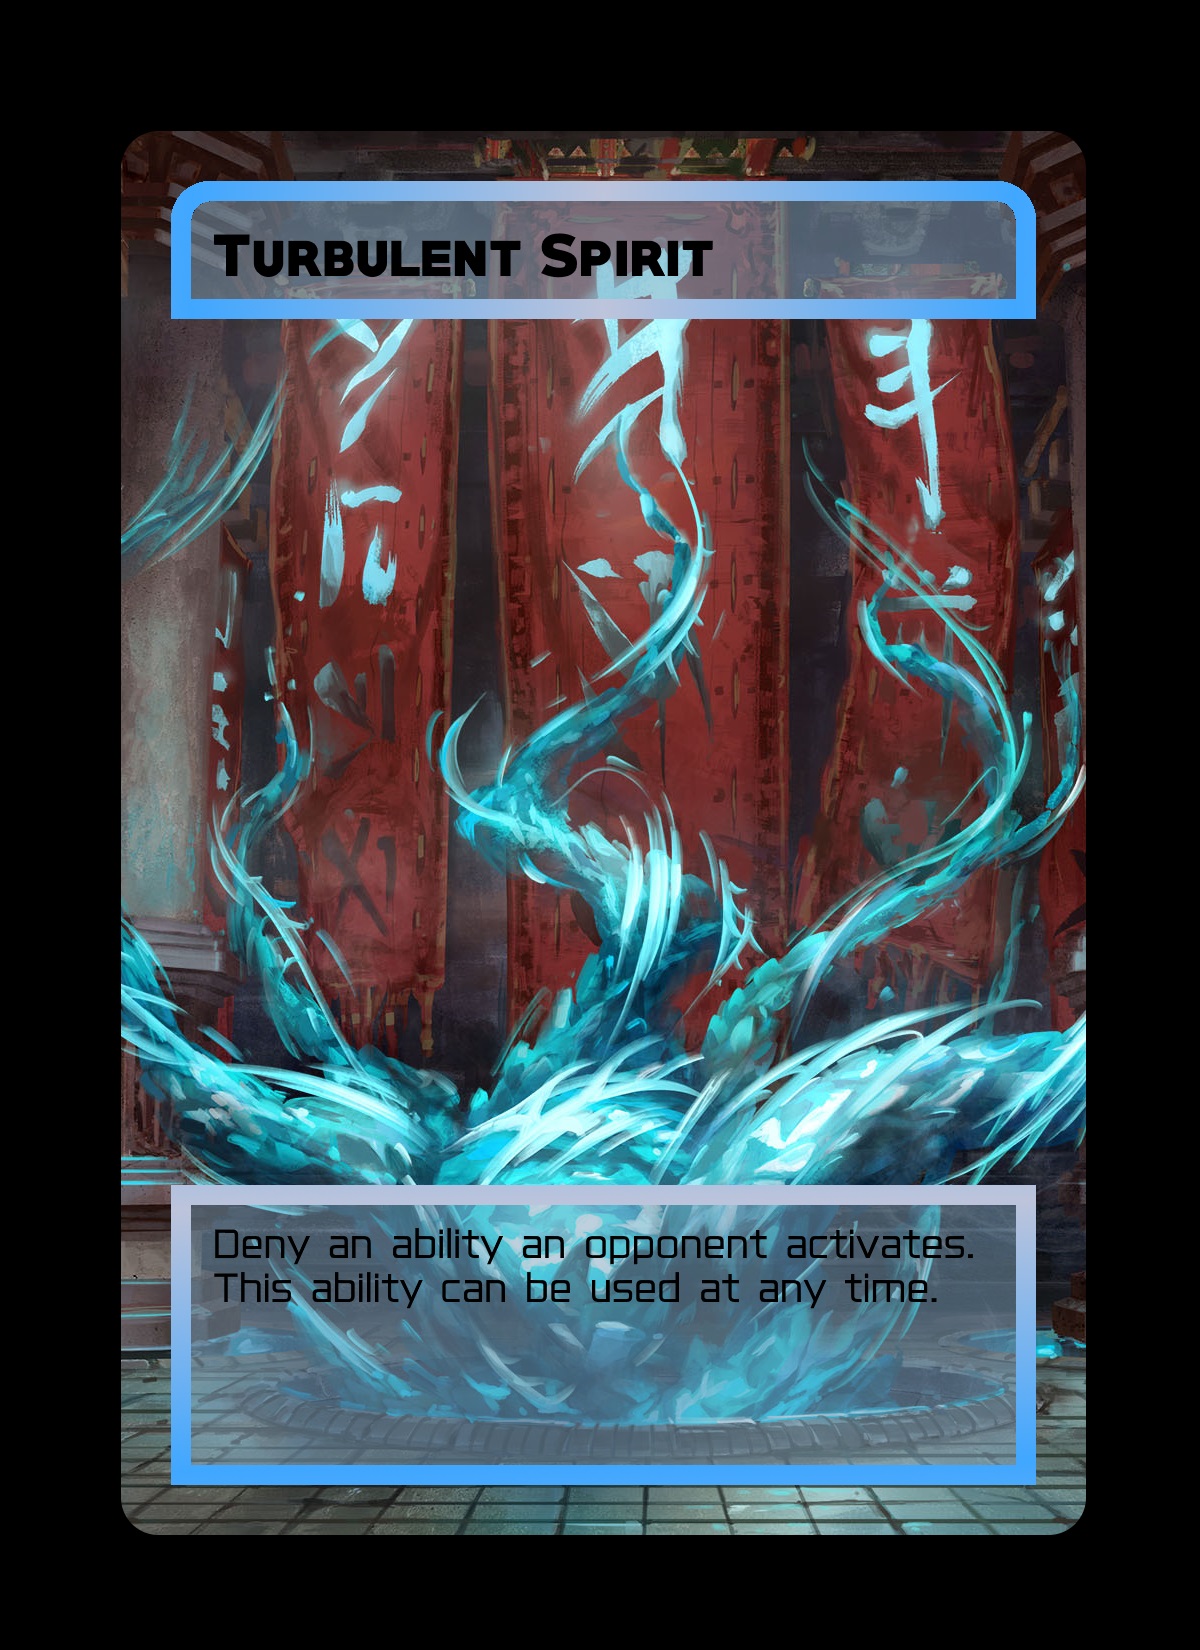 Turbulent Spirit
Deny an ability an opponent activates.
This ability can be used at any time.